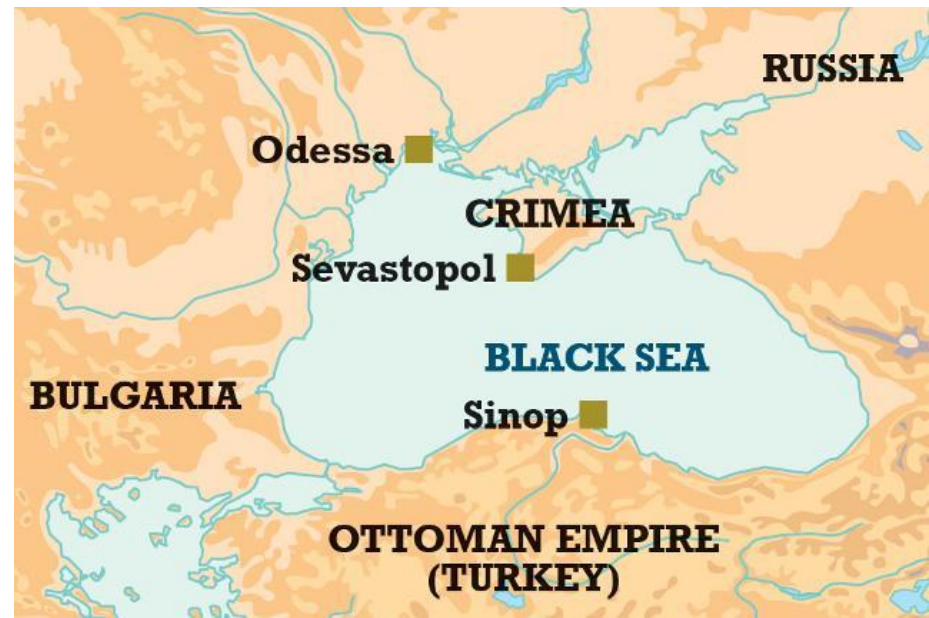 RUSSIA
Odessa
CRIMEA
Sevastopol
BLACK SEA
BULGARIA
Sinop
OTTOMAN EMPIRE
(TURKEY)